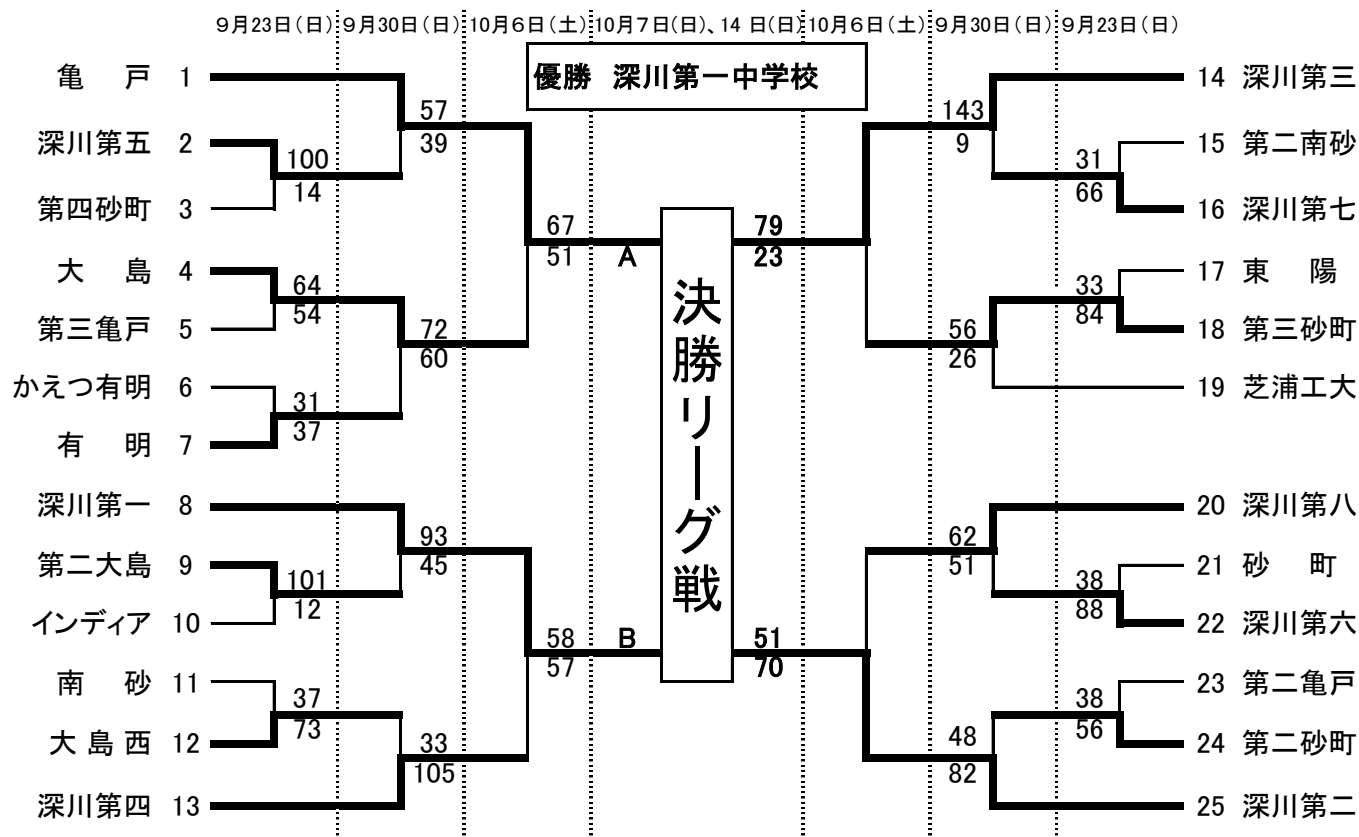 9月23日(日) 9月30日(日) 10月6日(土) 10月7日(日)、14日(日) 10月6日(土) 9月30日(日) 9月23日(日)
優勝 深川第一中学校
亀 戸 1
深川第五 2
第四砂町 3
大 島 4
第三亀戸 5
かえつ有明 6
有 明 7
深川第一 8
第二大島 9
インディア 10
南 砂 11
大島西 12
深川第四 13
100
14
64
54
31
37
101
12
37
73
57
39
72
60
93
45
33
105
67
51
58
57
A
B
決勝リーグ戦
79
23
51
70
143
9
56
26
62
51
48
82
31
66
33
84
38
88
38
56
14 深川第三
15 第二南砂
16 深川第七
17 東 陽
18 第三砂町
19 芝浦工大
20 深川第八
21 砂 町
22 深川第六
23 第二亀戸
24 第二砂町
25 深川第二